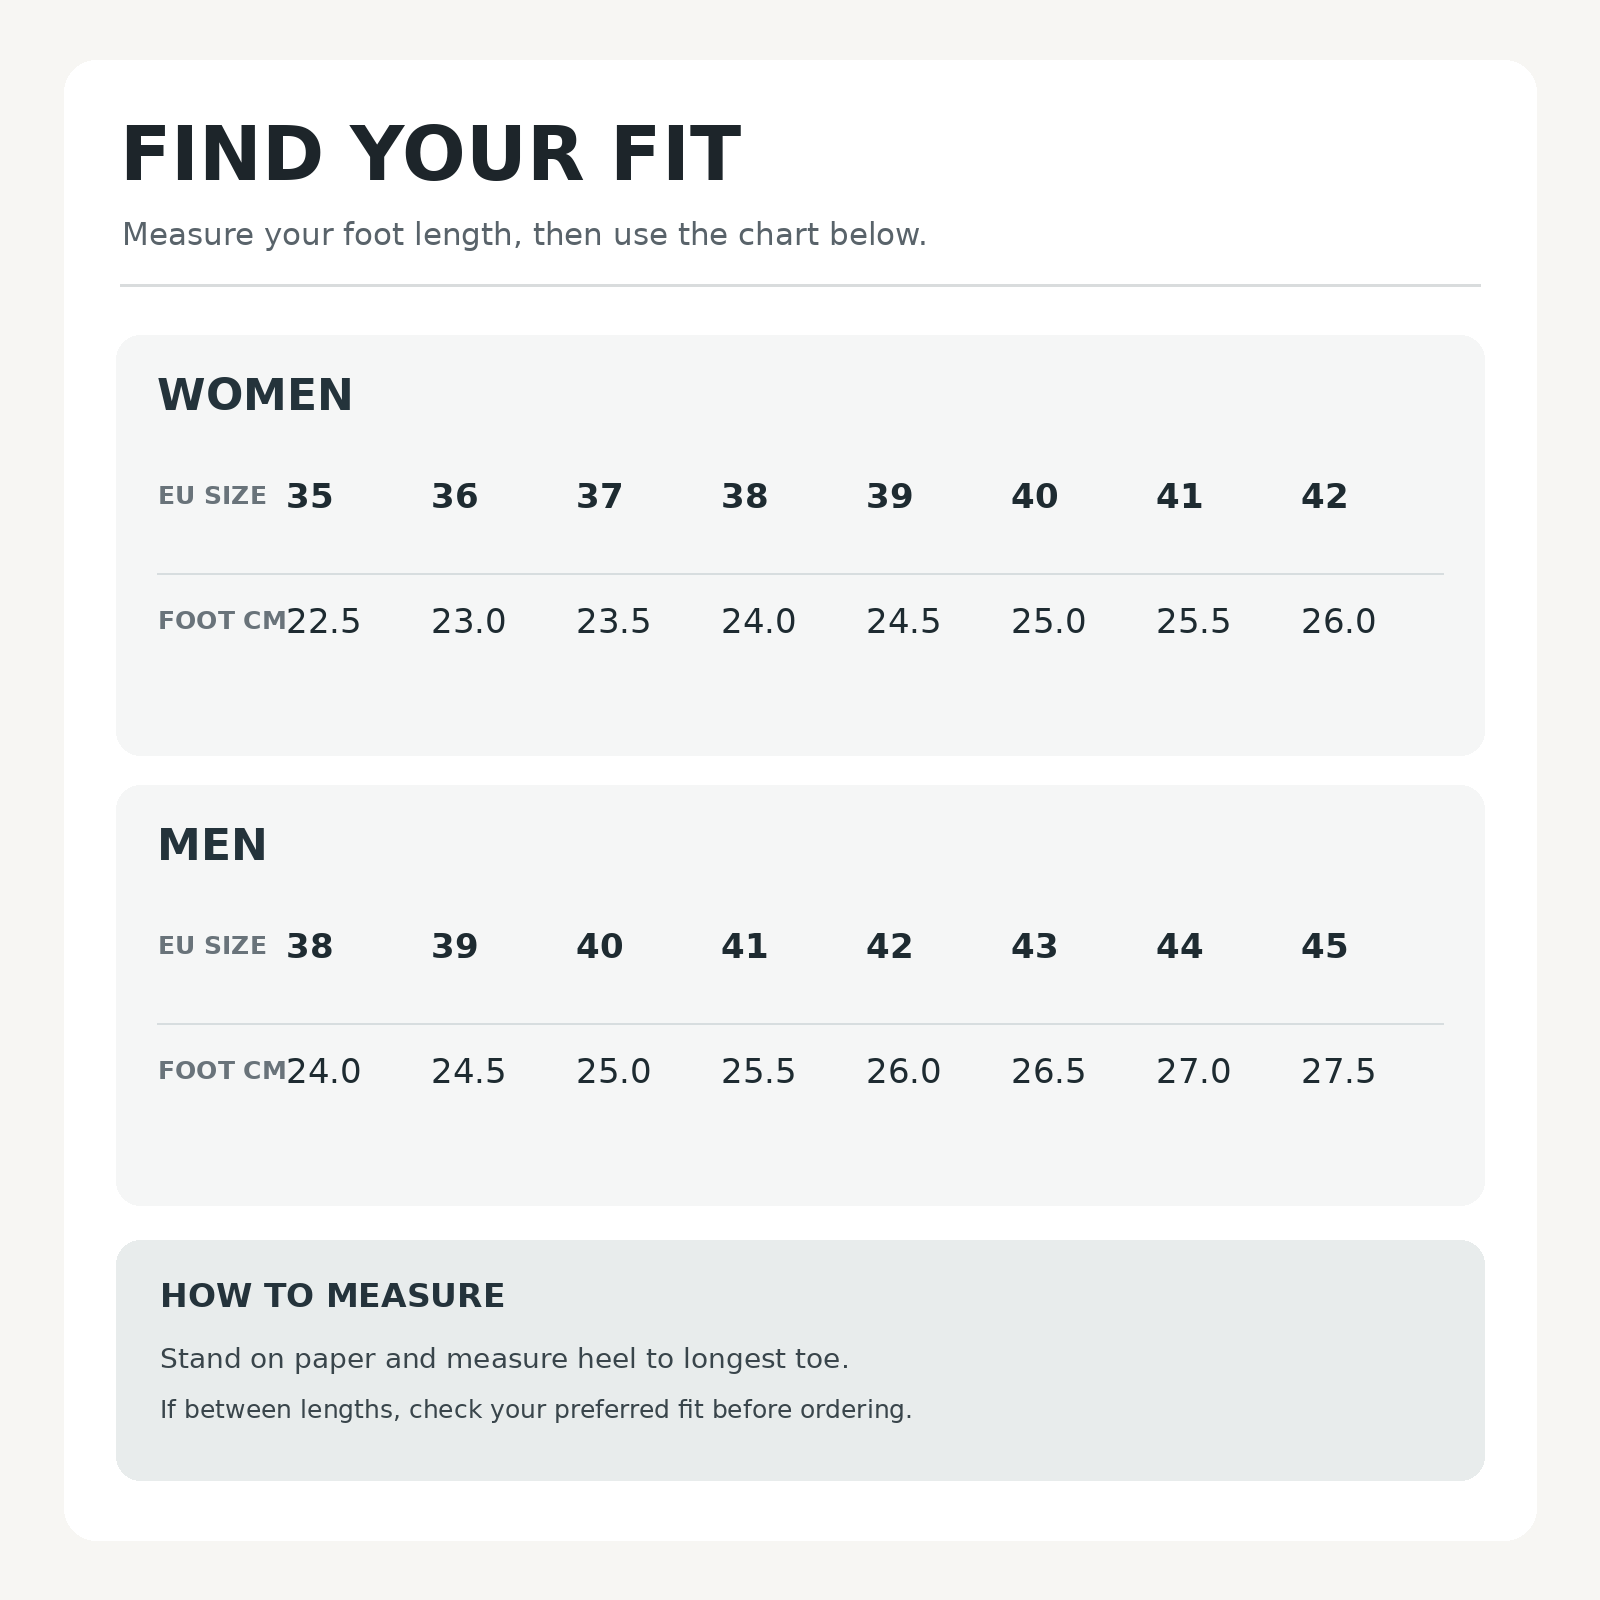 FIND YOUR FIT
Measure your foot length, then use the chart below.
WOMEN
EU SIZE 35 36 37 38 39 40 41 42
FOOT CM 22.5 23.0 23.5 24.0 24.5 25.0 25.5 26.0
MEN
EU SIZE 38 39 40 41 42 43 44 45
FOOT CM 24.0 24.5 25.0 25.5 26.0 26.5 27.0 27.5
HOW TO MEASURE
Stand on paper and measure heel to longest toe.
If between lengths, check your preferred fit before ordering.